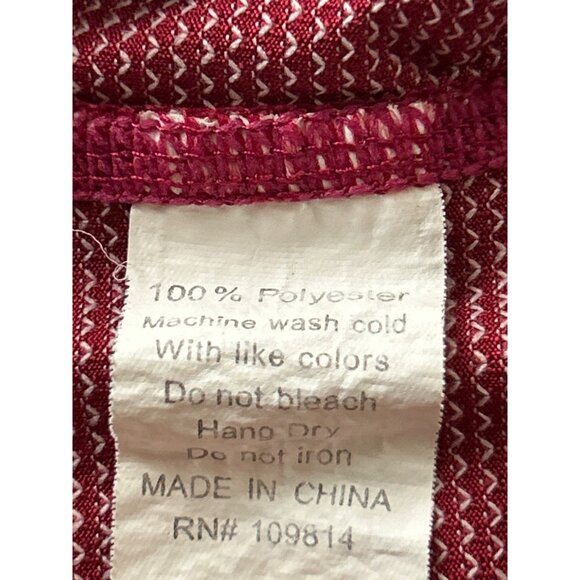 100% Polyester
Machine wash cold
With like colors
Do not bleach
Hang Dry
Do not iron
MADE IN CHINA
RN# 109814